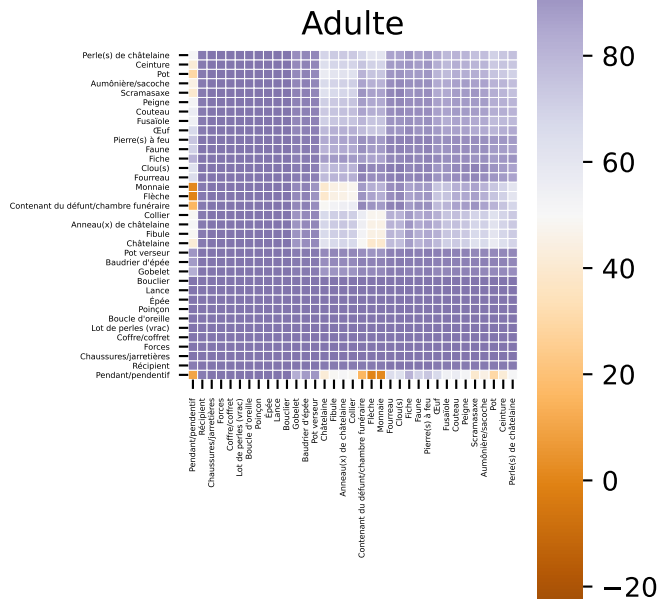 Adulte
Perle(s) de châtelaine
Ceinture
Pot
Aumônière/sacoche
Scramasaxe
Peigne
Couteau
Fusaïole
Œuf
Pierre(s) à feu
Faune
Fiche
Clou(s)
Fourreau
Monnaie
Flèche
Contenant du défunt/chambre funéraire
Collier
Anneau(x) de châtelaine
Fibule
Châtelaine
Pot verseur
Baudrier d'épée
Gobelet
Bouclier
Lance
Épée
Poinçon
Boucle d'oreille
Lot de perles (vrac)
Coffre/coffret
Forces
Chaussures/jarretières
Récipient
Pendant/pendentif
Pendant/pendentif
Récipient
Chaussures/jarretières
Forces
Coffre/coffret
Lot de perles (vrac)
Boucle d'oreille
Poinçon
Épée
Lance
Bouclier
Gobelet
Baudrier d'épée
Pot verseur
Châtelaine
Fibule
Anneau(x) de châtelaine
Collier
Contenant du défunt/chambre funéraire
Flèche
Monnaie
Fourreau
Clou(s)
Fiche
Faune
Pierre(s) à feu
Œuf
Fusaïole
Couteau
Peigne
Scramasaxe
Aumônière/sacoche
Pot
Ceinture
Perle(s) de châtelaine
80
60
40
20
0
−20